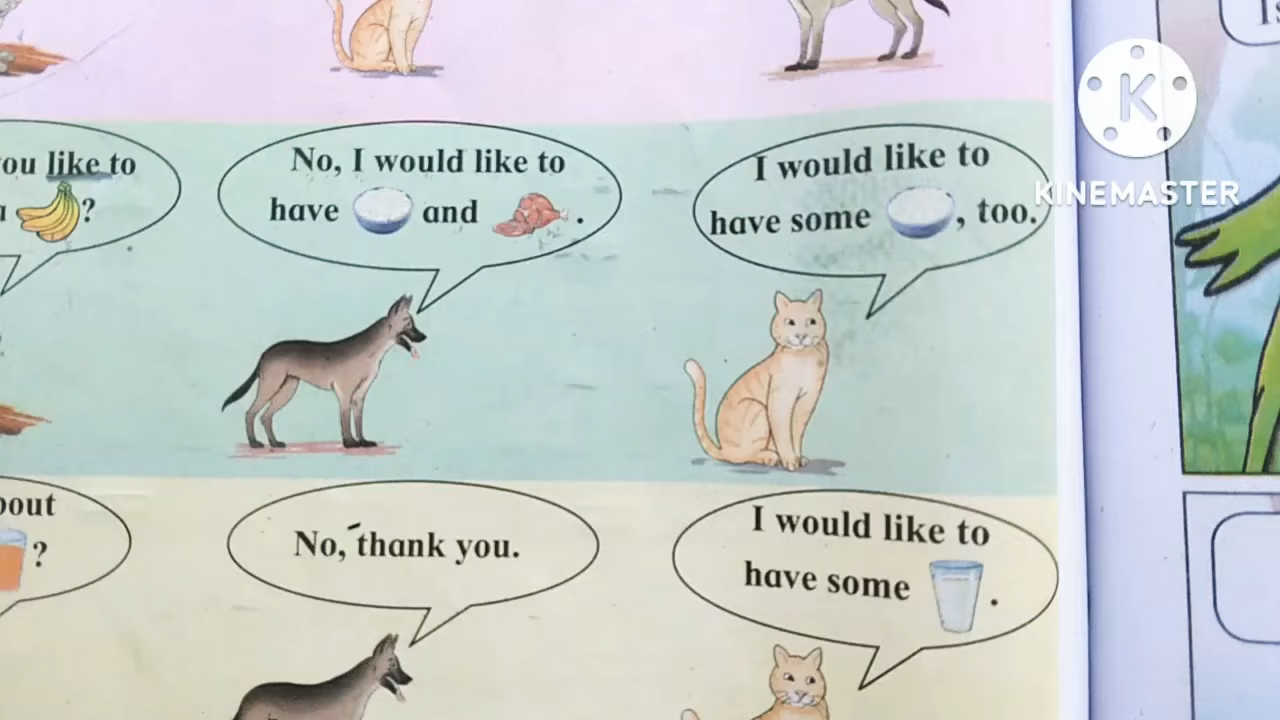 ou like to
?
No, I would like to
have and .
I would like to
have some , too.
KINEMASTER
bout
?
No, thank you.
I would like to
have some .